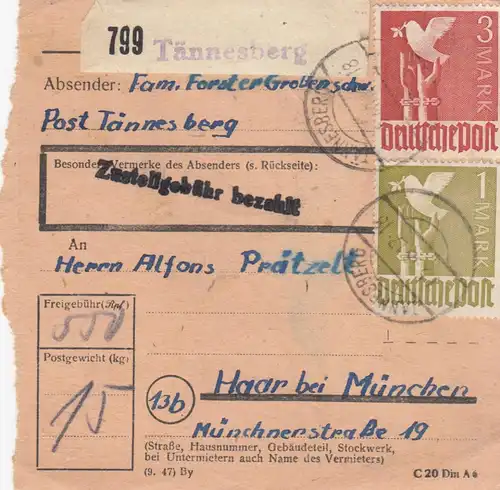 799 Tännesberg
3 MARK
Deutsche Post
Absender: Fam. Forster Großenschw.
Post Tännesberg
Besondere Vermerke des Absenders (s. Rückseite):
Zustellgebühr bezahlt
1 MARK
Deutsche Post
TÄNNESBERG
TÄNNESBERG
An
Herrn Alfons Prätzelt
Freigebühr (Rpf)
550
Postgewicht (kg)
15
13b
Haar bei München
Münchnerstraße 19
(Straße, Hausnummer, Gebäudeteil, Stockwerk,
bei Untermietern auch Name des Vermieters)
(9. 47) By
C 20 Din A 6